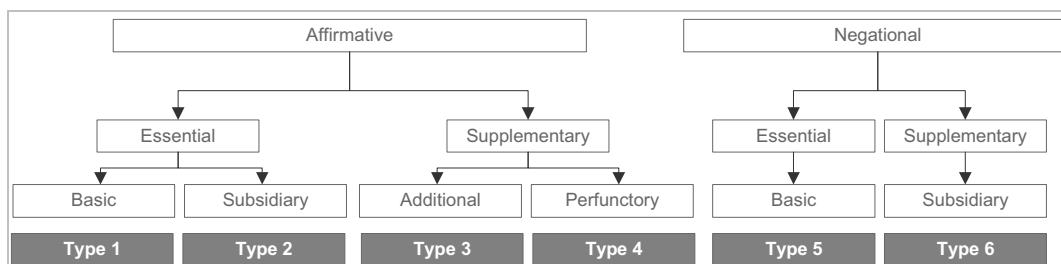 Affirmative Negational
Essential Supplementary Essential Supplementary
Basic Subsidiary Additional Perfunctory Basic Subsidiary
Type 1 Type 2 Type 3 Type 4 Type 5 Type 6